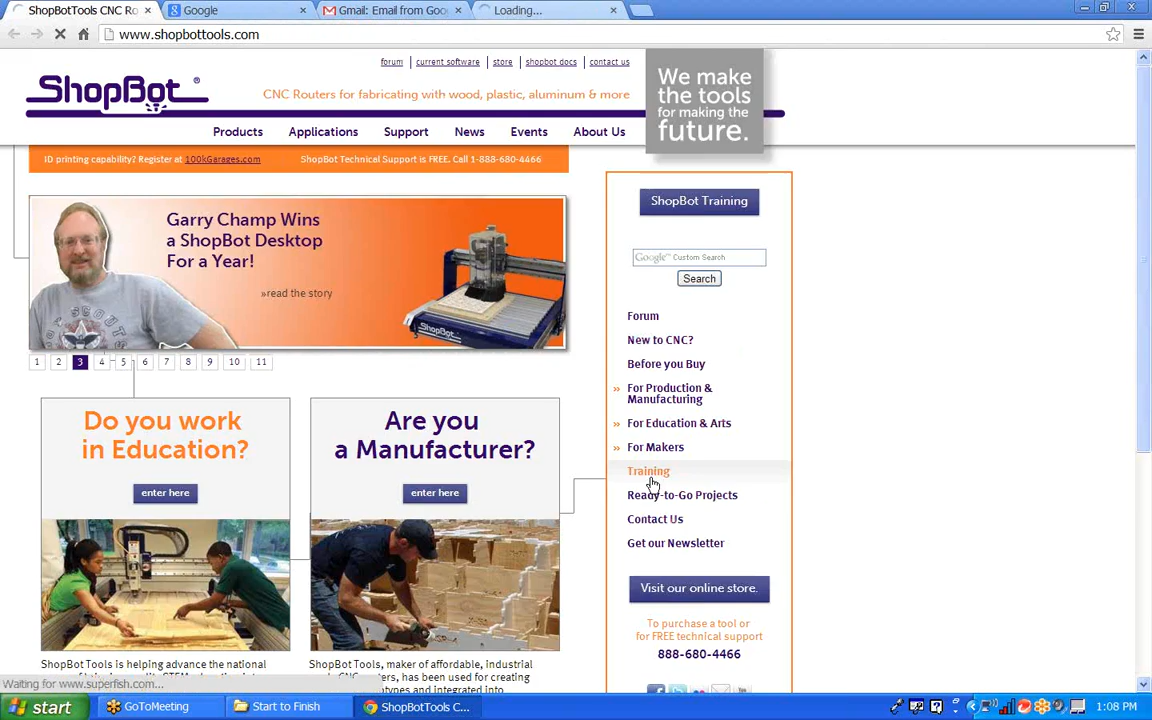 ShopBotTools CNC Ro
Google
Gmail: Email from Goo
Loading...
www.shopbottools.com
forum
current software
store
shopbot docs
contact us
ShopBot®
CNC Routers for fabricating with wood, plastic, aluminum & more
We make
the tools
for making the
future.
Products
Applications
Support
News
Events
About Us
ID printing capability? Register at 100kGarages.com
ShopBot Technical Support is FREE. Call 1-888-680-4466
Garry Champ Wins
a ShopBot Desktop
For a Year!
»read the story
ShopBot
1 2 3 4 5 6 7 8 9 10 11
Do you work
in Education?
enter here
Are you
a Manufacturer?
enter here
ShopBot Tools is helping advance the national
ShopBot Tools, maker of affordable, industrial
ShopBot Training
Google™ Custom Search
Search
Forum
New to CNC?
Before you Buy
» For Production &
Manufacturing
» For Education & Arts
» For Makers
Training
Ready-to-Go Projects
Contact Us
Get our Newsletter
Visit our online store.
To purchase a tool or
for FREE technical support
888-680-4466
Waiting for www.superfish.com...
start
GoToMeeting
Start to Finish
ShopBotTools C...
1:08 PM